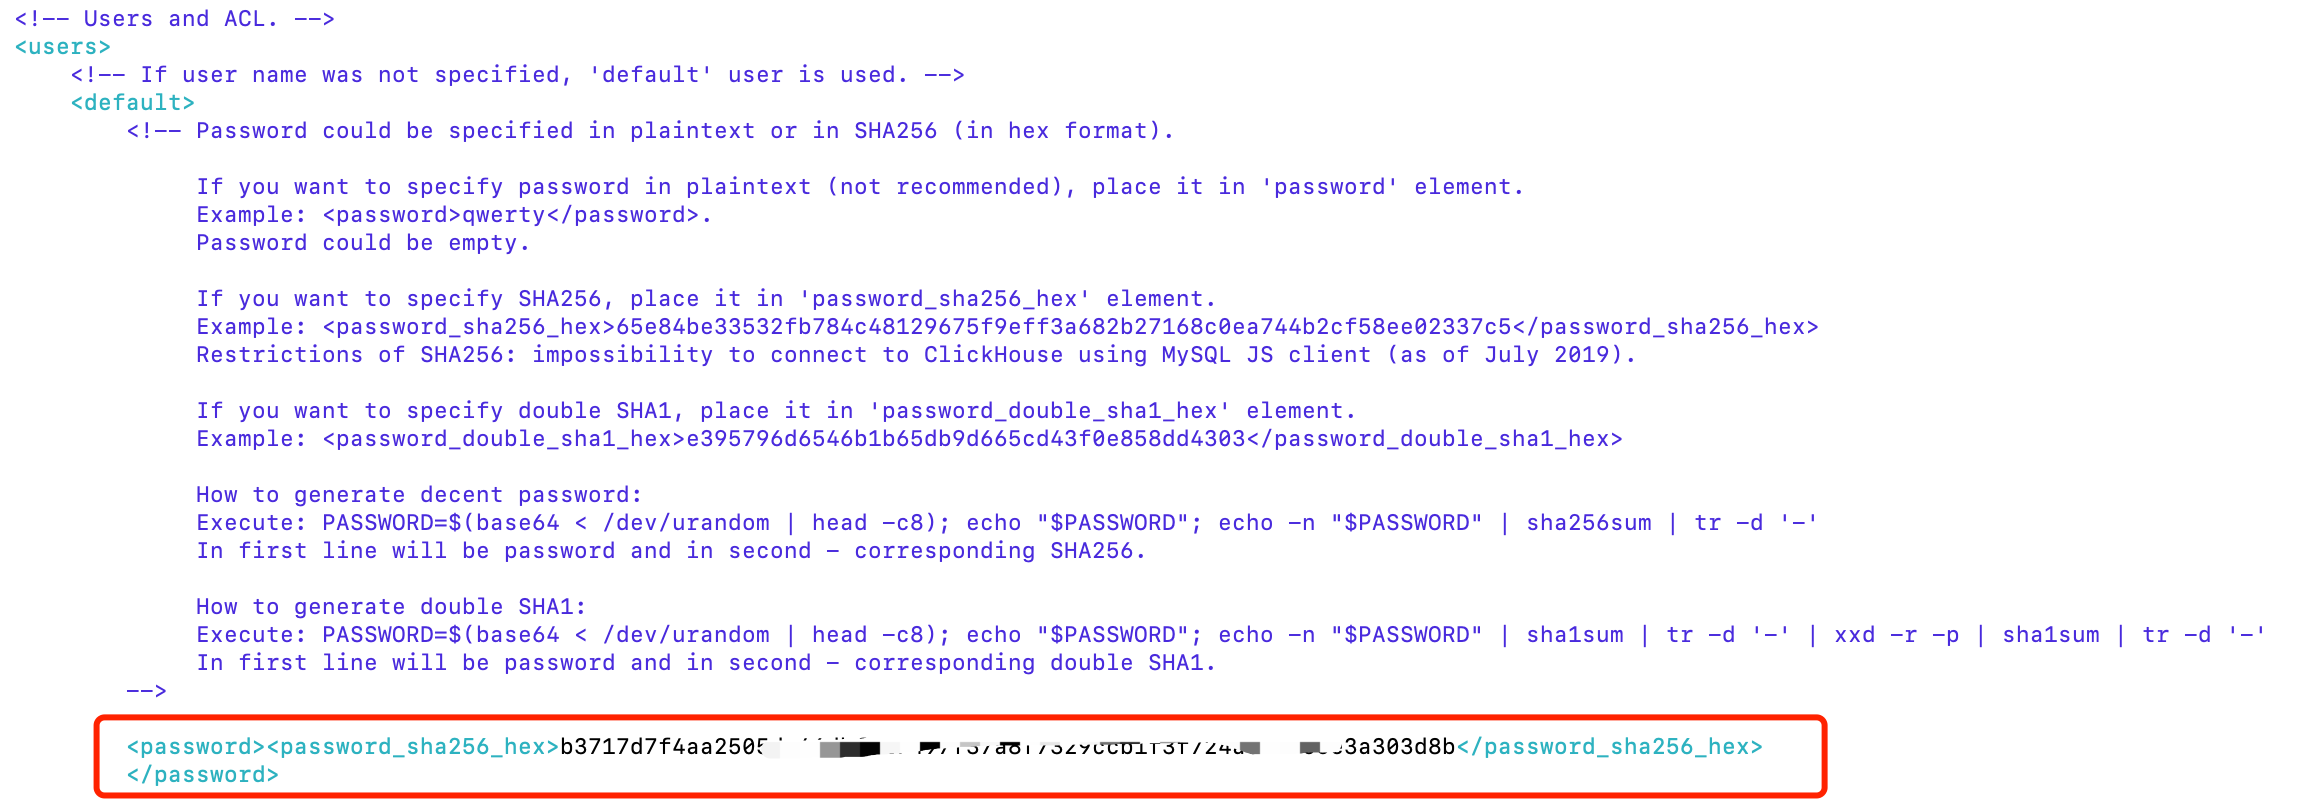 <!-- Users and ACL. -->
<users>
<!-- If user name was not specified, 'default' user is used. -->
<default>
<!-- Password could be specified in plaintext or in SHA256 (in hex format).
If you want to specify password in plaintext (not recommended), place it in 'password' element.
Example: <password>qwerty</password>.
Password could be empty.
If you want to specify SHA256, place it in 'password_sha256_hex' element.
Example: <password_sha256_hex>65e84be33532fb784c48129675f9eff3a682b27168c0ea744b2cf58ee02337c5</password_sha256_hex>
Restrictions of SHA256: impossibility to connect to ClickHouse using MySQL JS client (as of July 2019).
If you want to specify double SHA1, place it in 'password_double_sha1_hex' element.
Example: <password_double_sha1_hex>e395796d6546b1b65db9d665cd43f0e858dd4303</password_double_sha1_hex>
How to generate decent password:
Execute: PASSWORD=$(base64 < /dev/urandom | head -c8); echo "$PASSWORD"; echo -n "$PASSWORD" | sha256sum | tr -d '-'
In first line will be password and in second - corresponding SHA256.
How to generate double SHA1:
Execute: PASSWORD=$(base64 < /dev/urandom | head -c8); echo "$PASSWORD"; echo -n "$PASSWORD" | sha1sum | tr -d '-' | xxd -r -p | sha1sum | tr -d '-'
In first line will be password and in second - corresponding double SHA1.
-->
<password><password_sha256_hex></password_sha256_hex>
</password>